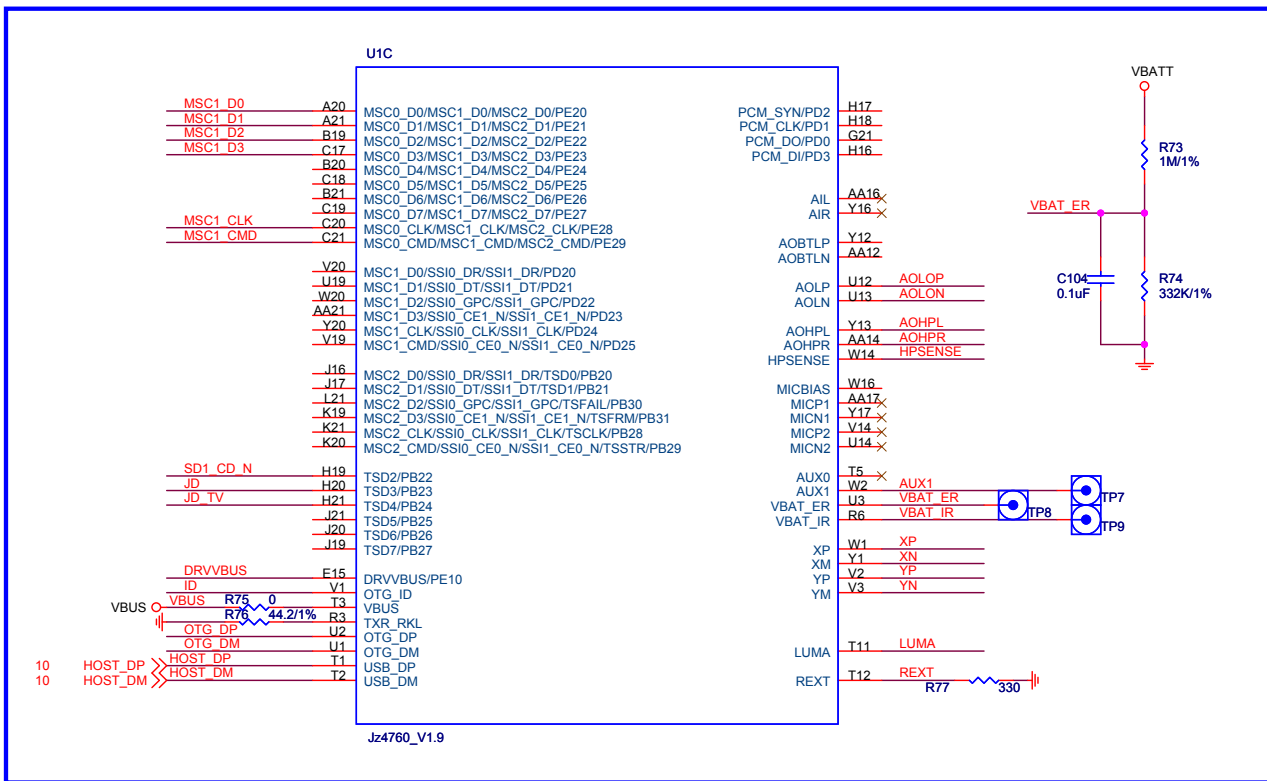 U1C
MSC1_D0 A20 MSC0_D0/MSC1_D0/MSC2_D0/PE20
MSC1_D1 A21 MSC0_D1/MSC1_D1/MSC2_D1/PE21
MSC1_D2 B19 MSC0_D2/MSC1_D2/MSC2_D2/PE22
MSC1_D3 C17 MSC0_D3/MSC1_D3/MSC2_D3/PE23
B20 MSC0_D4/MSC1_D4/MSC2_D4/PE24
C18 MSC0_D5/MSC1_D5/MSC2_D5/PE25
B21 MSC0_D6/MSC1_D6/MSC2_D6/PE26
C19 MSC0_D7/MSC1_D7/MSC2_D7/PE27
MSC1_CLK C20 MSC0_CLK/MSC1_CLK/MSC2_CLK/PE28
MSC1_CMD C21 MSC0_CMD/MSC1_CMD/MSC2_CMD/PE29
V20 MSC1_D0/SSI0_DR/SSI1_DR/PD20
U19 MSC1_D1/SSI0_DT/SSI1_DT/PD21
W20 MSC1_D2/SSI0_GPC/SSI1_GPC/PD22
AA21 MSC1_D3/SSI0_CE1_N/SSI1_CE1_N/PD23
Y20 MSC1_CLK/SSI0_CLK/SSI1_CLK/PD24
V19 MSC1_CMD/SSI0_CE0_N/SSI1_CE0_N/PD25
J16 MSC2_D0/SSI0_DR/SSI1_DR/TSD0/PB20
J17 MSC2_D1/SSI0_DT/SSI1_DT/TSD1/PB21
L21 MSC2_D2/SSI0_GPC/SSI1_GPC/TSFAIL/PB30
K19 MSC2_D3/SSI0_CE1_N/SSI1_CE1_N/TSFRM/PB31
K21 MSC2_CLK/SSI0_CLK/SSI1_CLK/TSCLK/PB28
K20 MSC2_CMD/SSI0_CE0_N/SSI1_CE0_N/TSSTR/PB29
SD1_CD_N H19 TSD2/PB22
JD H20 TSD3/PB23
JD_TV H21 TSD4/PB24
J21 TSD5/PB25
J20 TSD6/PB26
J19 TSD7/PB27
DRVVBUS E15 DRVVBUS/PE10
ID V1 OTG_ID
VBUS VBUS R75 0 T3 VBUS
R76 44.2/1% R3 TXR_RKL
OTG_DP U2 OTG_DP
OTG_DM U1 OTG_DM
10 HOST_DP HOST_DP T1 USB_DP
10 HOST_DM HOST_DM T2 USB_DM
PCM_SYN/PD2 H17
PCM_CLK/PD1 H18
PCM_DO/PD0 G21
PCM_DI/PD3 H16
AIL AA16
AIR Y16
AOBTLP Y12
AOBTLN AA12
AOLP U12 AOLOP
AOLN U13 AOLON
AOHPL Y13 AOHPL
AOHPR AA14 AOHPR
HPSENSE W14 HPSENSE
MICBIAS W16
MICP1 AA17
MICN1 Y17
MICP2 V14
MICN2 U14
AUX0 T5
AUX1 W2 AUX1 TP7
VBAT_ER U3 VBAT_ER TP8
VBAT_IR R6 VBAT_IR TP9
XP W1 XP
XM Y1 XN
YP V2 YP
YM V3 YN
LUMA T11 LUMA
REXT T12 REXT R77 330
Jz4760_V1.9
VBATT
R73
1M/1%
VBAT_ER
C104
0.1uF
R74
332K/1%